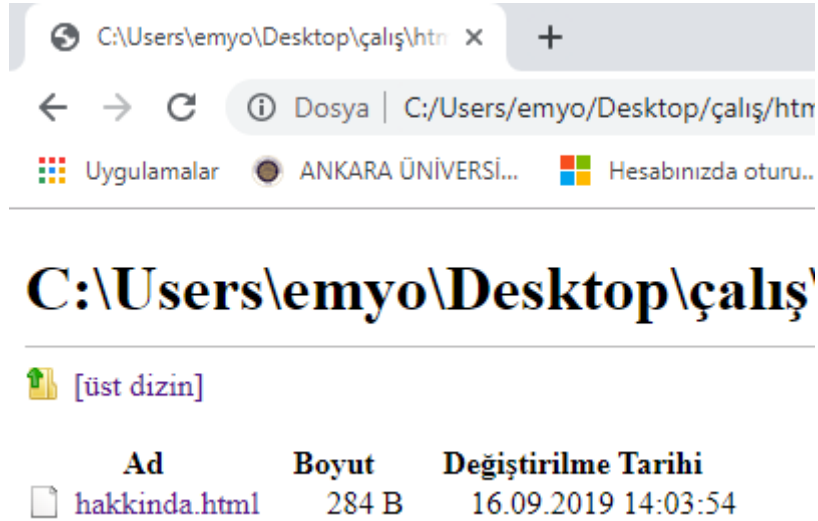 C:\Users\emyo\Desktop\çalış\htm
Dosya | C:/Users/emyo/Desktop/çalış/htm
Uygulamalar ANKARA ÜNİVERSİ... Hesabınızda oturu...
C:\Users\emyo\Desktop\çalış\
[üst dizin]
Ad Boyut Değiştirilme Tarihi
hakkinda.html 284 B 16.09.2019 14:03:54